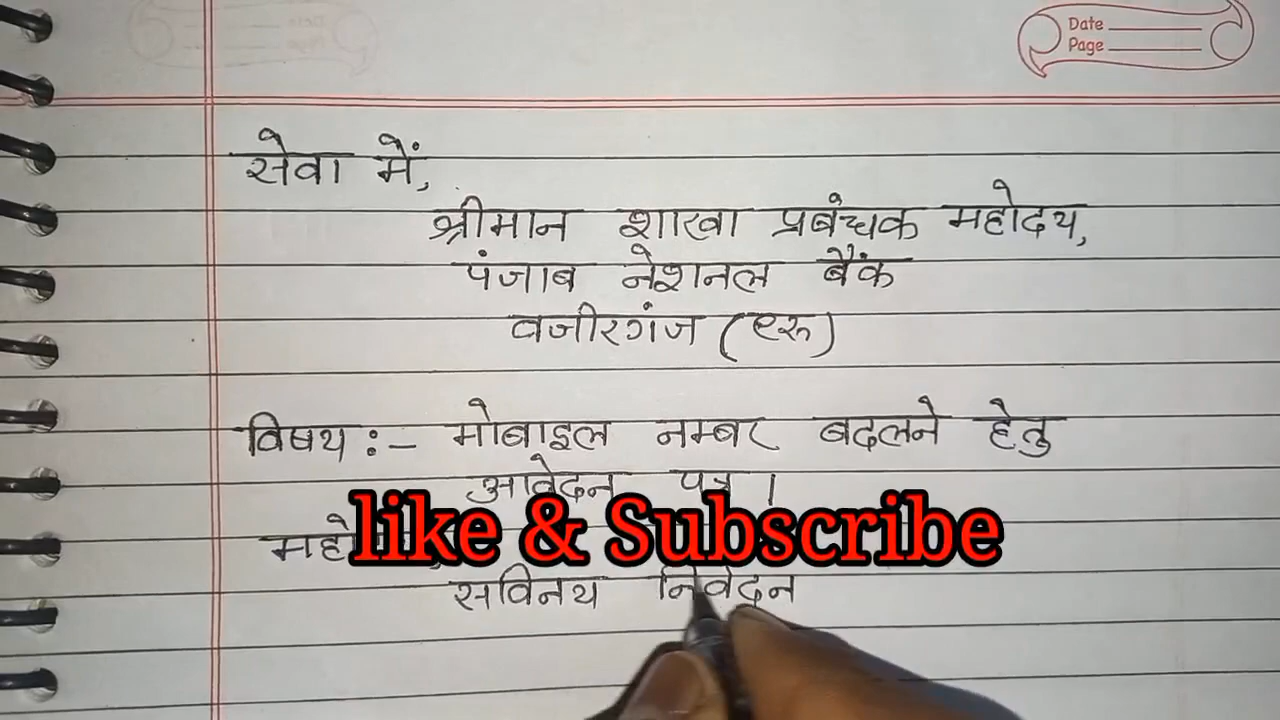 Date
Page
सेवा में,
श्रीमान शाखा प्रबंधक महोदय,
पंजाब नेशनल बैंक
वजीरगंज (एरु)
विषय :- मोबाइल नम्बर बदलने हेतु
आवेदन पत्र।
like & Subscribe
सविनय निवेदन